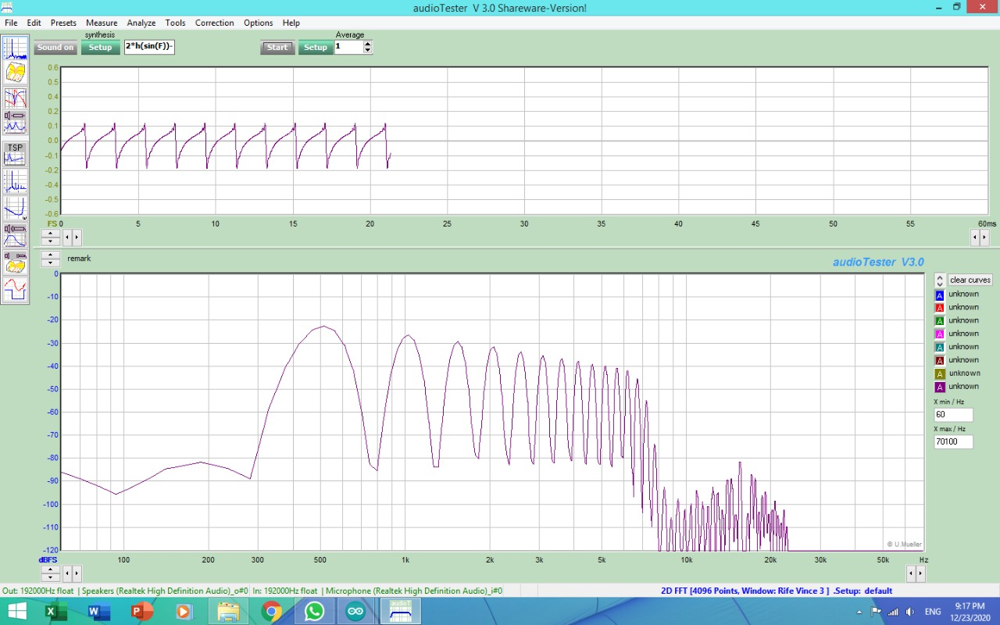 audioTester V 3.0 Shareware-Version!
File Edit Presets Measure Analyze Tools Correction Options Help
synthesis
Average
Sound on Setup 2*h(sin(F))- Start Setup 1
TSP
0.6
0.5
0.4
0.2
0.1
0.0
-0.1
-0.2
-0.4
-0.5
-0.6
FS 0 5 10 15 20 25 30 35 40 45 50 55 60ms
remark
audioTester V3.0
0
-10
-20
-30
-40
-50
-60
-70
-80
-90
-100
-110
-120
clear curves
A unknown
A unknown
A unknown
A unknown
A unknown
A unknown
A unknown
A unknown
X min / Hz
60
X max / Hz
70100
© U.Mueller
dBFS 100 200 300 500 1k 2k 3k 5k 10k 20k 30k 50k Hz
Out: 192000Hz float | Speakers (Realtek High Definition Audio)_o#0 In: 192000Hz float | Microphone (Realtek High Definition Audio)_i#0 2D FFT [4096 Points, Window: Rife Vince 3 ] .Setup: default
ENG
9:17 PM
12/23/2020